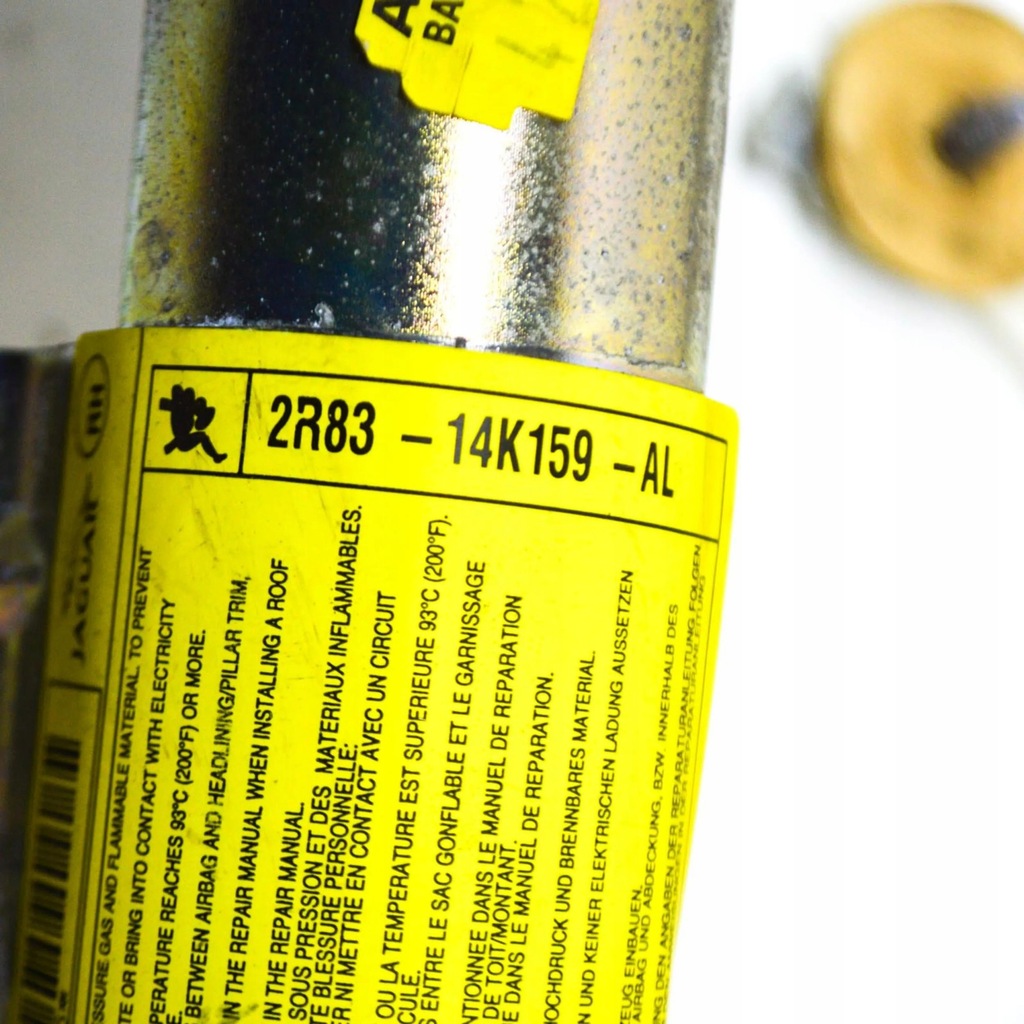 BA
RH
JAGUAR
2R83 - 14K159 - AL
SSURE GAS AND FLAMMABLE MATERIAL. TO PREVENT
TE OR BRING INTO CONTACT WITH ELECTRICITY
PERATURE REACHES 93°C (200°F) OR MORE.
BETWEEN AIRBAG AND HEADLINING/PILLAR TRIM,
IN THE REPAIR MANUAL WHEN INSTALLING A ROOF
IN THE REPAIR MANUAL.
SOUS PRESSION ET DES MATERIAUX INFLAMMABLES.
TE BLESSURE PERSONNELLE:
R NI METTRE EN CONTACT AVEC UN CIRCUIT
OU LA TEMPERATURE EST SUPERIEURE 93°C (200°F).
CULE.
S ENTRE LE SAC GONFLABLE ET LE GARNISSAGE
NTIONNEE DANS LE MANUEL DE REPARATION
DE TOIT/MONTANT.
E DANS LE MANUEL DE REPARATION.
HOCHDRUCK UND BRENNBARES MATERIAL.
N UND KEINER ELEKTRISCHEN LADUNG AUSSETZEN
ZEUG EINBAUEN.
AIRBAG UND ABDECKUNG, BZW. INNERHALB DES
NG DEN ANGABEN DER REPARATURANLEITUNG FOLGEN
IN DER REPARATURANLEITUNG